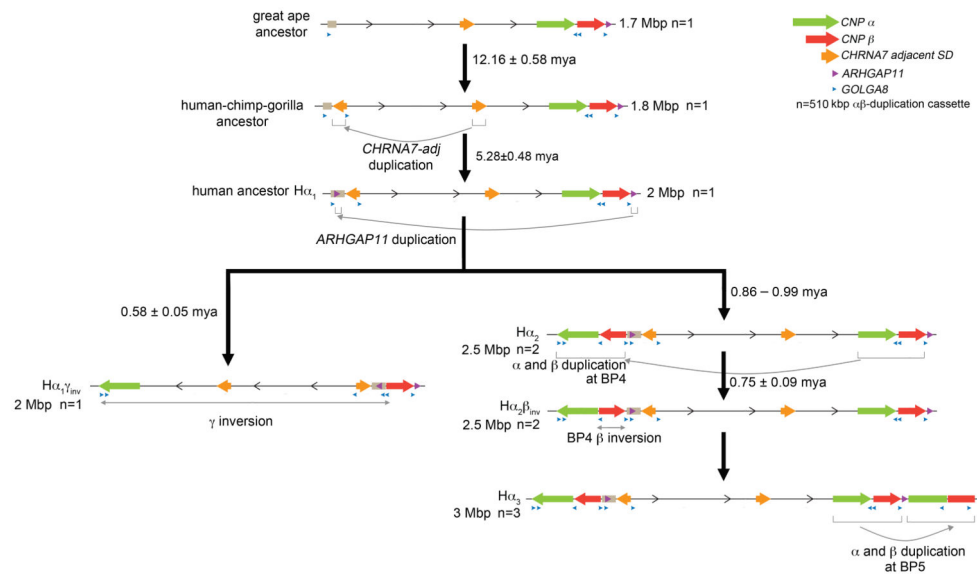 great ape
ancestor
1.7 Mbp n=1
CNP α
CNP β
CHRNA7 adjacent SD
ARHGAP11
GOLGA8
n=510 kbp αβ-duplication cassette
12.16 ± 0.58 mya
human-chimp-gorilla
ancestor
1.8 Mbp n=1
CHRNA7-adj
duplication
5.28±0.48 mya
human ancestor Hα1
2 Mbp n=1
ARHGAP11 duplication
0.58 ± 0.05 mya
0.86 – 0.99 mya
Hα2
2.5 Mbp n=2
α and β duplication
at BP4
0.75 ± 0.09 mya
Hα1γinv
2 Mbp n=1
γ inversion
Hα2βinv
2.5 Mbp n=2
BP4 β inversion
Hα3
3 Mbp n=3
α and β duplication
at BP5